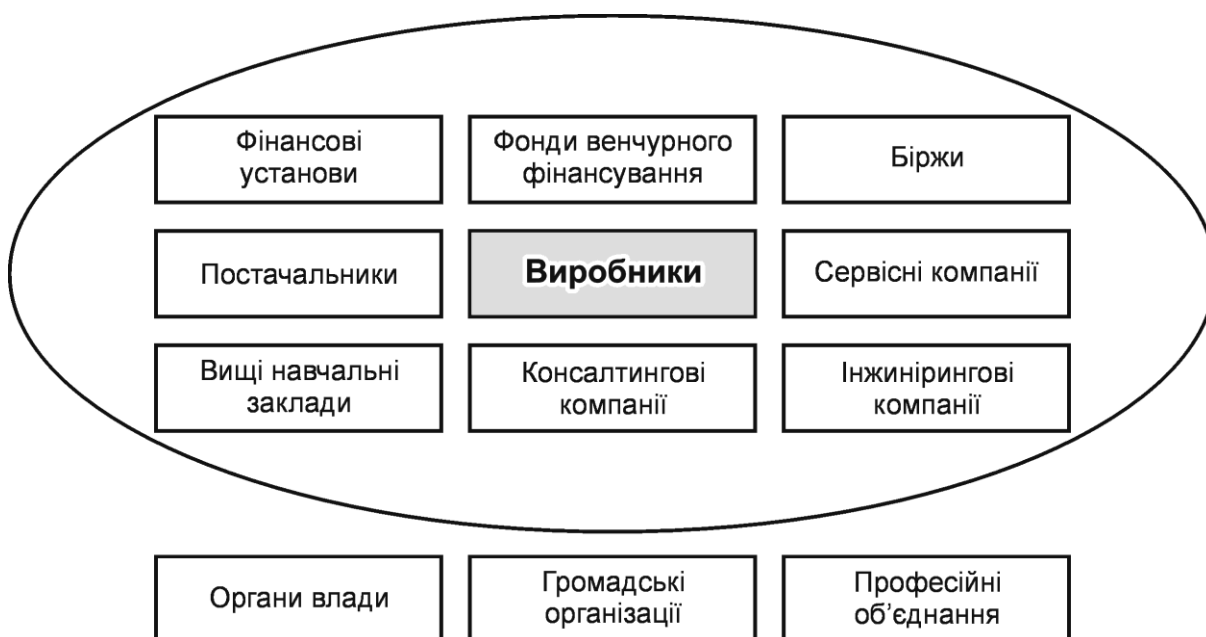 Фінансові
установи
Фонди венчурного
фінансування
Біржи
Постачальники
Виробники
Сервісні компанії
Вищі навчальні
заклади
Консалтингові
компанії
Інжинірингові
компанії
Органи влади
Громадські
організації
Професійні
об’єднання